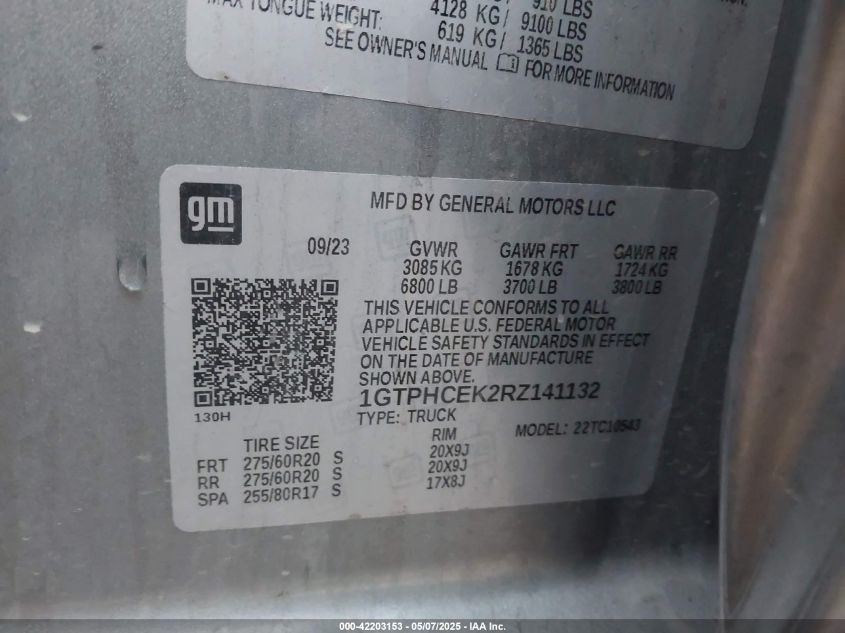 910 LBS
MAX TONGUE WEIGHT: 4128 KG/ 9100 LBS
619 KG/ 1365 LBS
SEE OWNER'S MANUAL FOR MORE INFORMATION
gm
MFD BY GENERAL MOTORS LLC
09/23 GVWR GAWR FRT GAWR RR
3085 KG 1678 KG 1724 KG
6800 LB 3700 LB 3800 LB
THIS VEHICLE CONFORMS TO ALL
APPLICABLE U.S. FEDERAL MOTOR
VEHICLE SAFETY STANDARDS IN EFFECT
ON THE DATE OF MANUFACTURE
SHOWN ABOVE.
1GTPHCEK2RZ141132
130H
TYPE: TRUCK
MODEL: 22TC10543
TIRE SIZE RIM
FRT 275/60R20 S 20X9J
RR 275/60R20 S 20X9J
SPA 255/80R17 S 17X8J
000-42203153 — 05/07/2025 - IAA Inc.